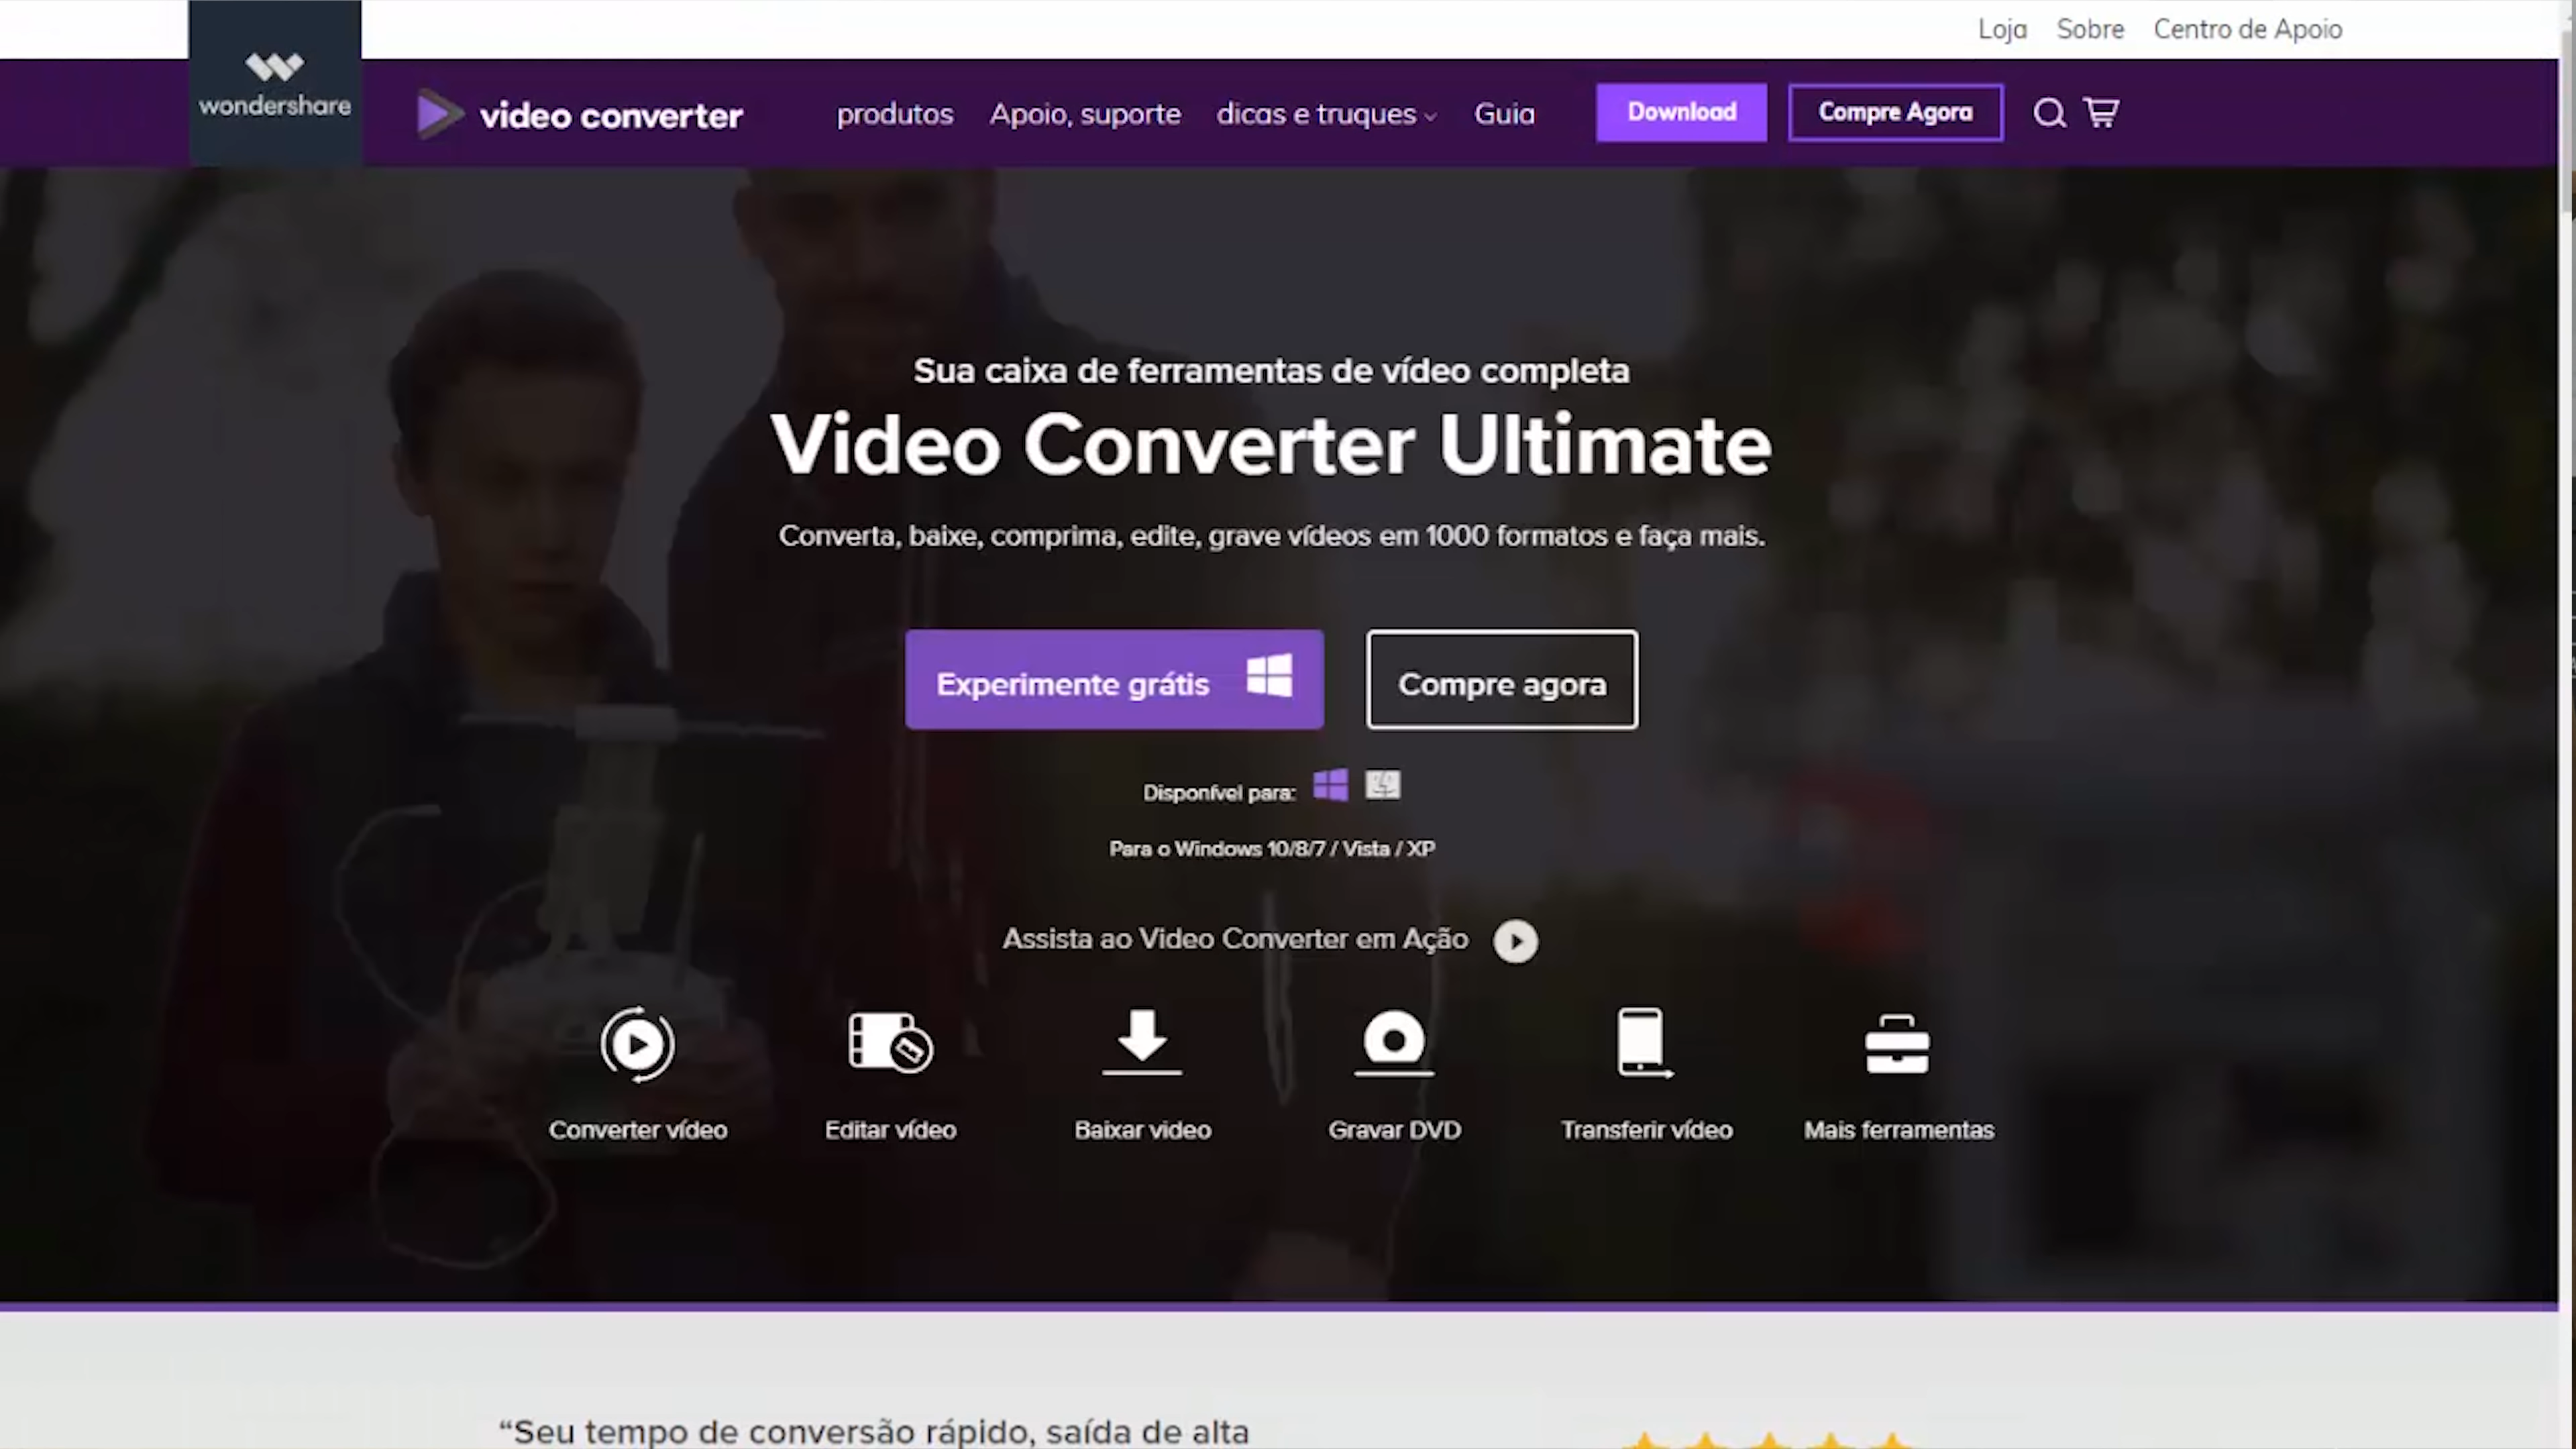 Loja Sobre Centro de Apoio
wondershare
video converter
produtos Apoio, suporte dicas e truques Guia Download Compre Agora
Sua caixa de ferramentas de vídeo completa
Video Converter Ultimate
Converta, baixe, comprima, edite, grave vídeos em 1000 formatos e faça mais.
Experimente grátis Compre agora
Disponível para:
Para o Windows 10/8/7 / Vista / XP
Assista ao Video Converter em Ação
Converter vídeo Editar vídeo Baixar video Gravar DVD Transferir vídeo Mais ferramentas
“Seu tempo de conversão rápido, saída de alta